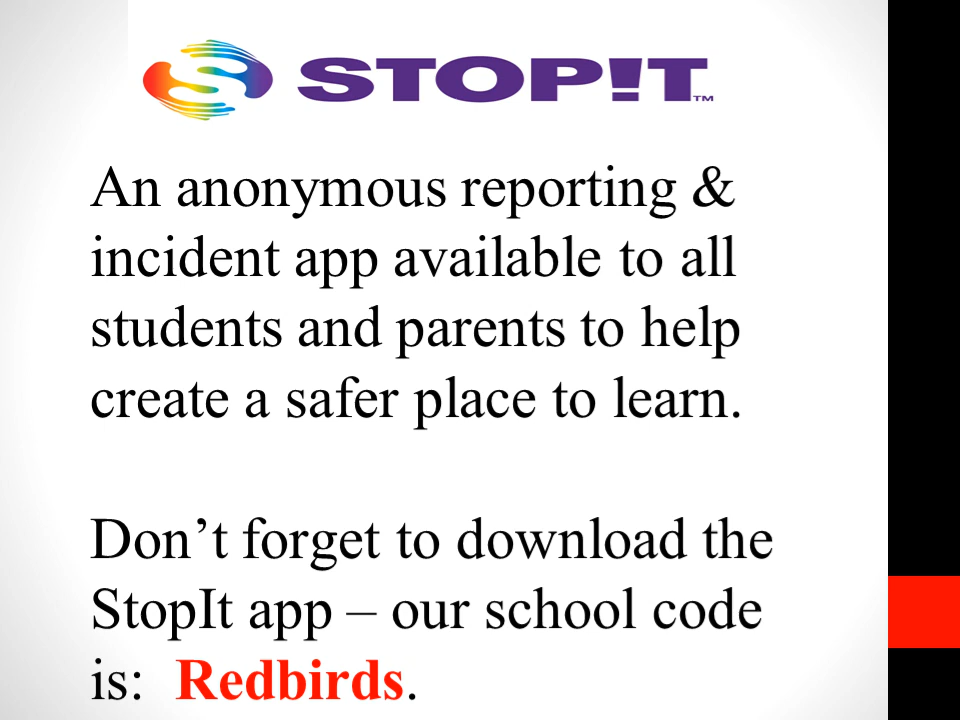 STOP!T™
An anonymous reporting &
incident app available to all
students and parents to help
create a safer place to learn.
Don’t forget to download the
StopIt app – our school code
is:  Redbirds.